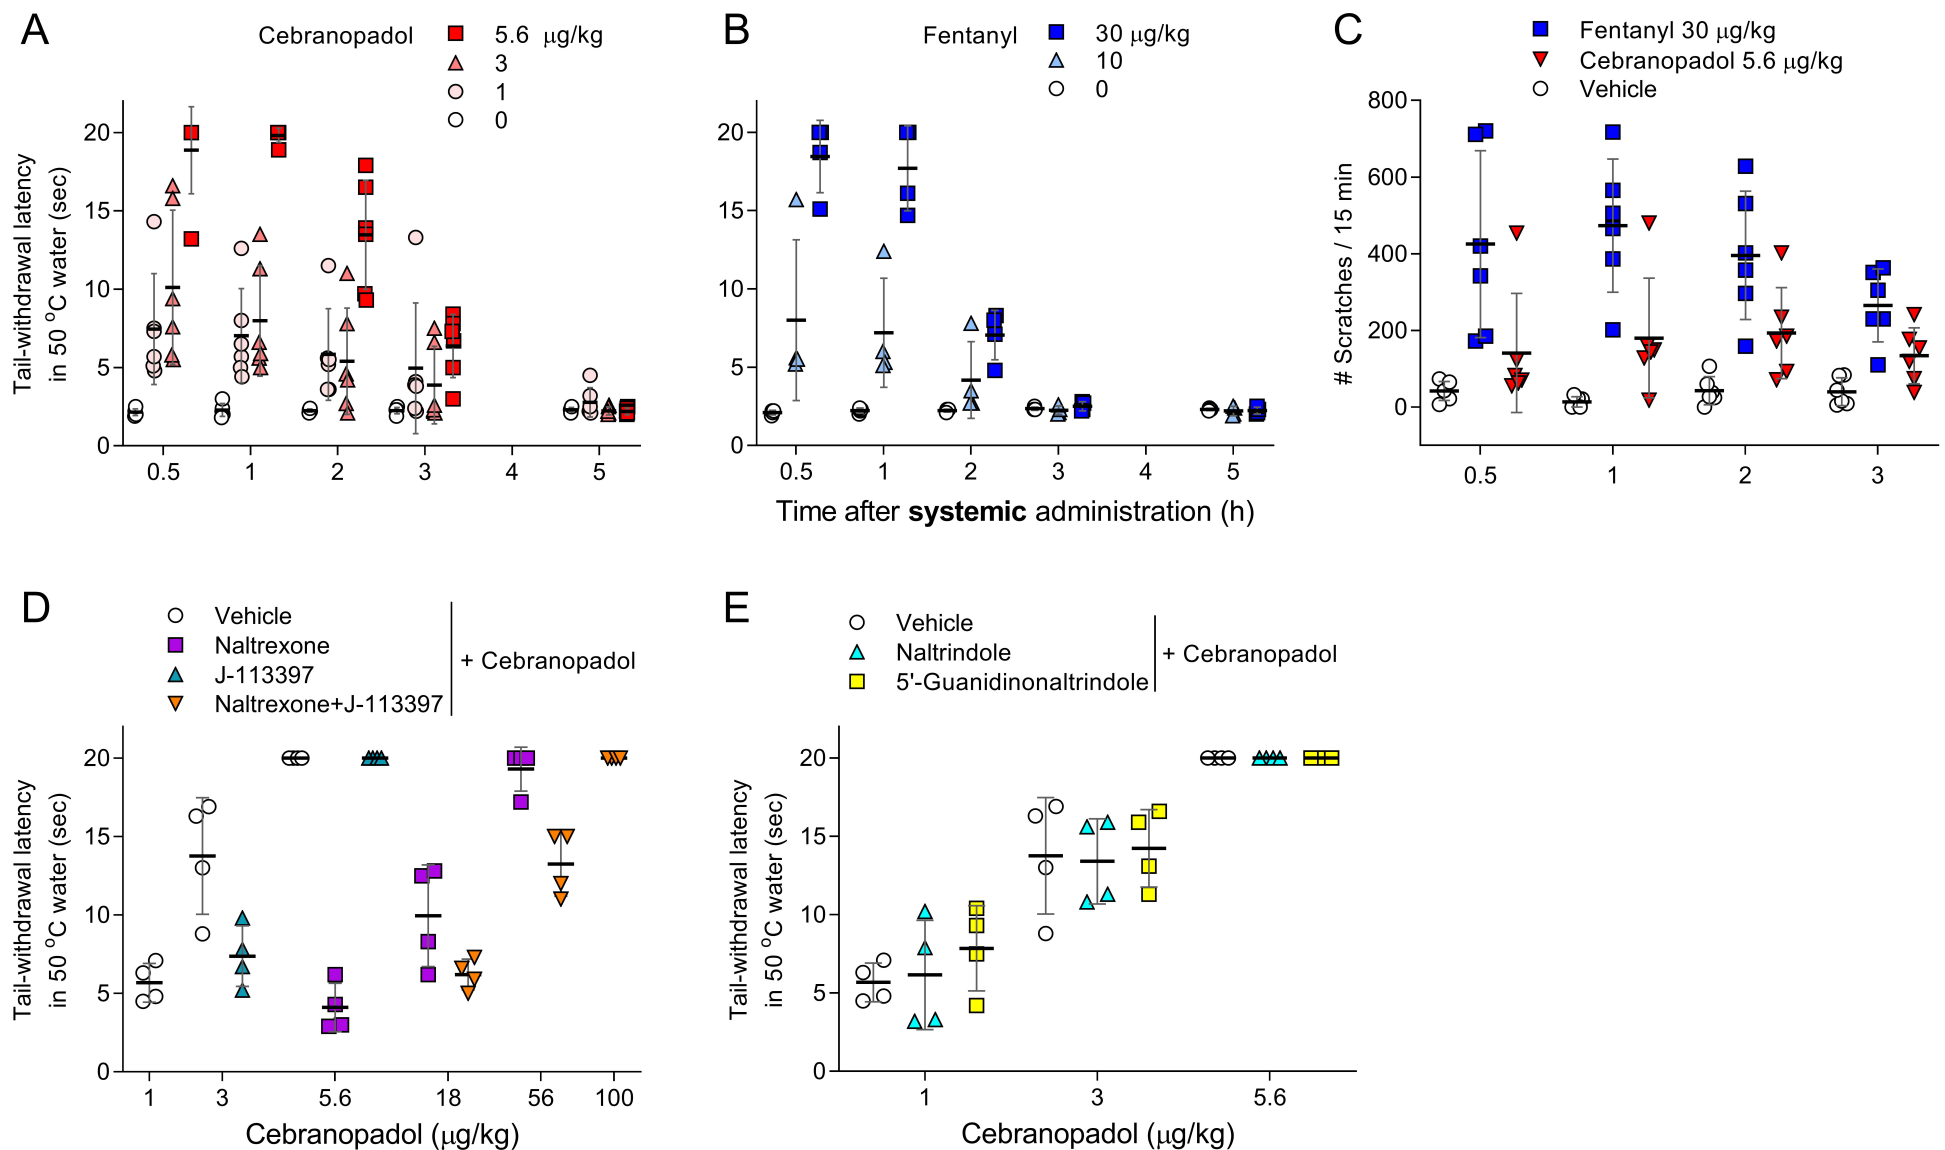 A
Cebranopadol
5.6 µg/kg
3
1
0
Tail-withdrawal latency
in 50 °C water (sec)
20
15
10
5
0
0.5 1 2 3 4 5
B
Fentanyl
30 µg/kg
10
0
20
15
10
5
0
0.5 1 2 3 4 5
Time after systemic administration (h)
C
Fentanyl 30 µg/kg
Cebranopadol 5.6 µg/kg
Vehicle
# Scratches / 15 min
800
600
400
200
0
0.5 1 2 3
D
Vehicle
Naltrexone
J-113397
Naltrexone+J-113397
+ Cebranopadol
Tail-withdrawal latency
in 50 °C water (sec)
20
15
10
5
0
1 3 5.6 18 56 100
Cebranopadol (µg/kg)
E
Vehicle
Naltrindole
5'-Guanidinonaltrindole
+ Cebranopadol
Tail-withdrawal latency
in 50 °C water (sec)
20
15
10
5
0
1 3 5.6
Cebranopadol (µg/kg)